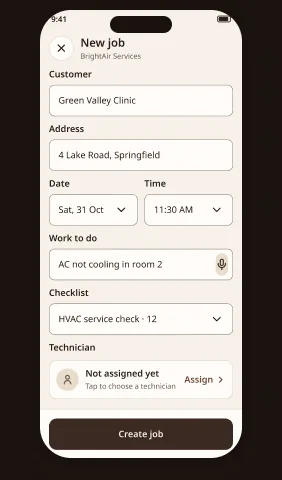 9:41
New job
BrightAir Services
Customer
Green Valley Clinic
Address
4 Lake Road, Springfield
Date Time
Sat, 31 Oct 11:30 AM
Work to do
AC not cooling in room 2
Checklist
HVAC service check · 12
Technician
Not assigned yet
Tap to choose a technician
Assign
Create job